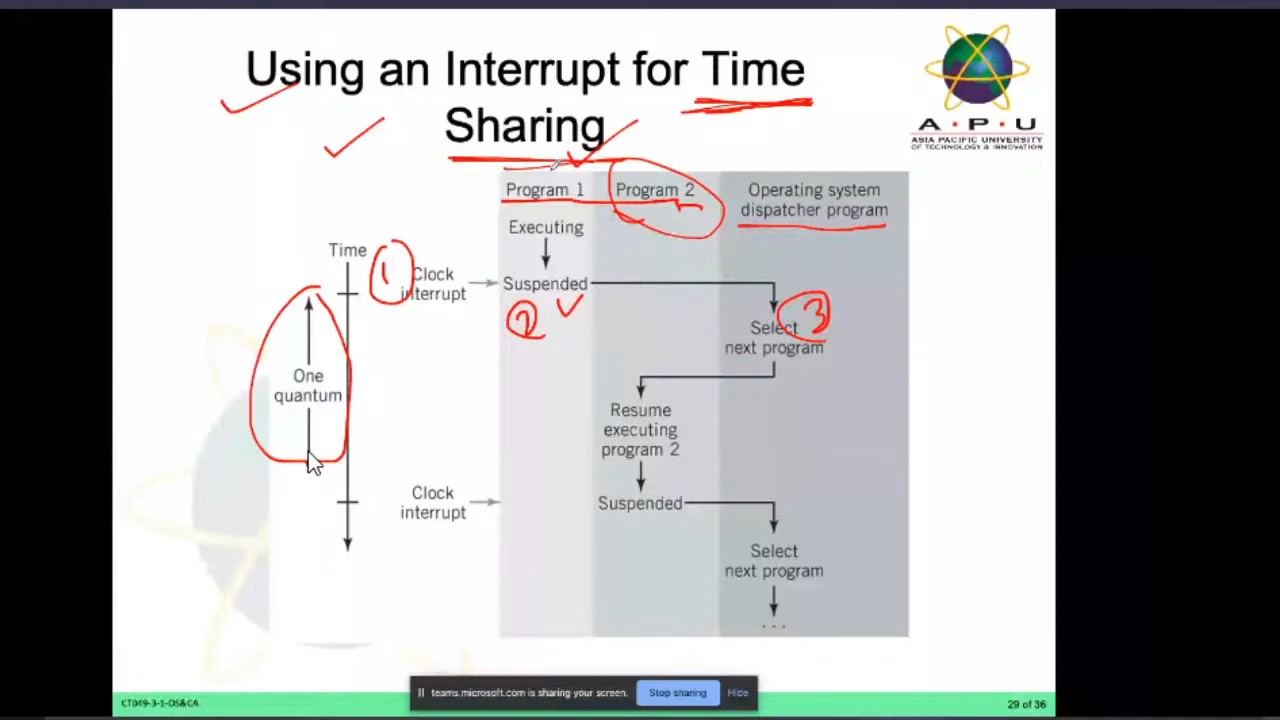 Using an Interrupt for Time
Sharing
A·P·U
ASIA PACIFIC UNIVERSITY
OF TECHNOLOGY & INNOVATION
Program 1
Program 2
Operating system
dispatcher program
Executing
Time
1
Clock
interrupt
Suspended
2
3
Select
next program
One
quantum
Resume
executing
program 2
Clock
interrupt
Suspended
Select
next program
...
teams.microsoft.com is sharing your screen.
Stop sharing
Hide
CT049-3-1-OS&CA
29 of 36